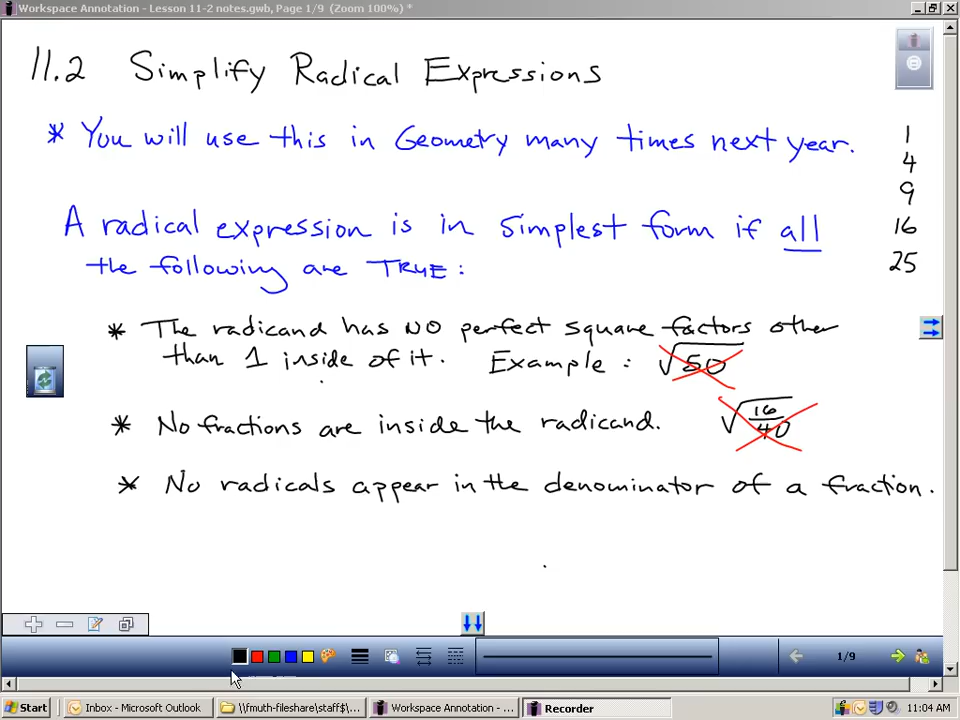 Workspace Annotation - Lesson 11-2 notes.gwb, Page 1/9 (Zoom 100%) *
11.2 Simplify Radical Expressions
* You will use this in Geometry many times next year.
1
4
9
16
25
A radical expression is in simplest form if all
the following are TRUE:
* The radicand has NO perfect square factors other
than 1 inside of it. Example: √50
* No fractions are inside the radicand. √16/40
* No radicals appear in the denominator of a fraction.
1/9
Start
Inbox - Microsoft Outlook
\\fmuth-fileshare\staff$\...
Workspace Annotation - ...
Recorder
11:04 AM